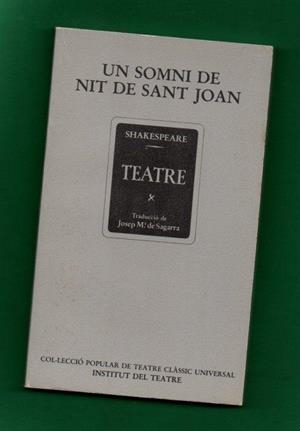 UN SOMNI DE
NIT DE SANT JOAN
SHAKESPEARE
TEATRE
Traducció de
Josep Mª de Sagarra
COL·LECCIÓ POPULAR DE TEATRE CLÀSSIC UNIVERSAL
INSTITUT DEL TEATRE